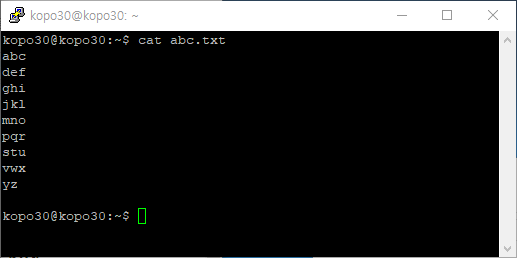 kopo30@kopo30: ~
kopo30@kopo30:~$ cat abc.txt
abc
def
ghi
jkl
mno
pqr
stu
vwx
yz
kopo30@kopo30:~$